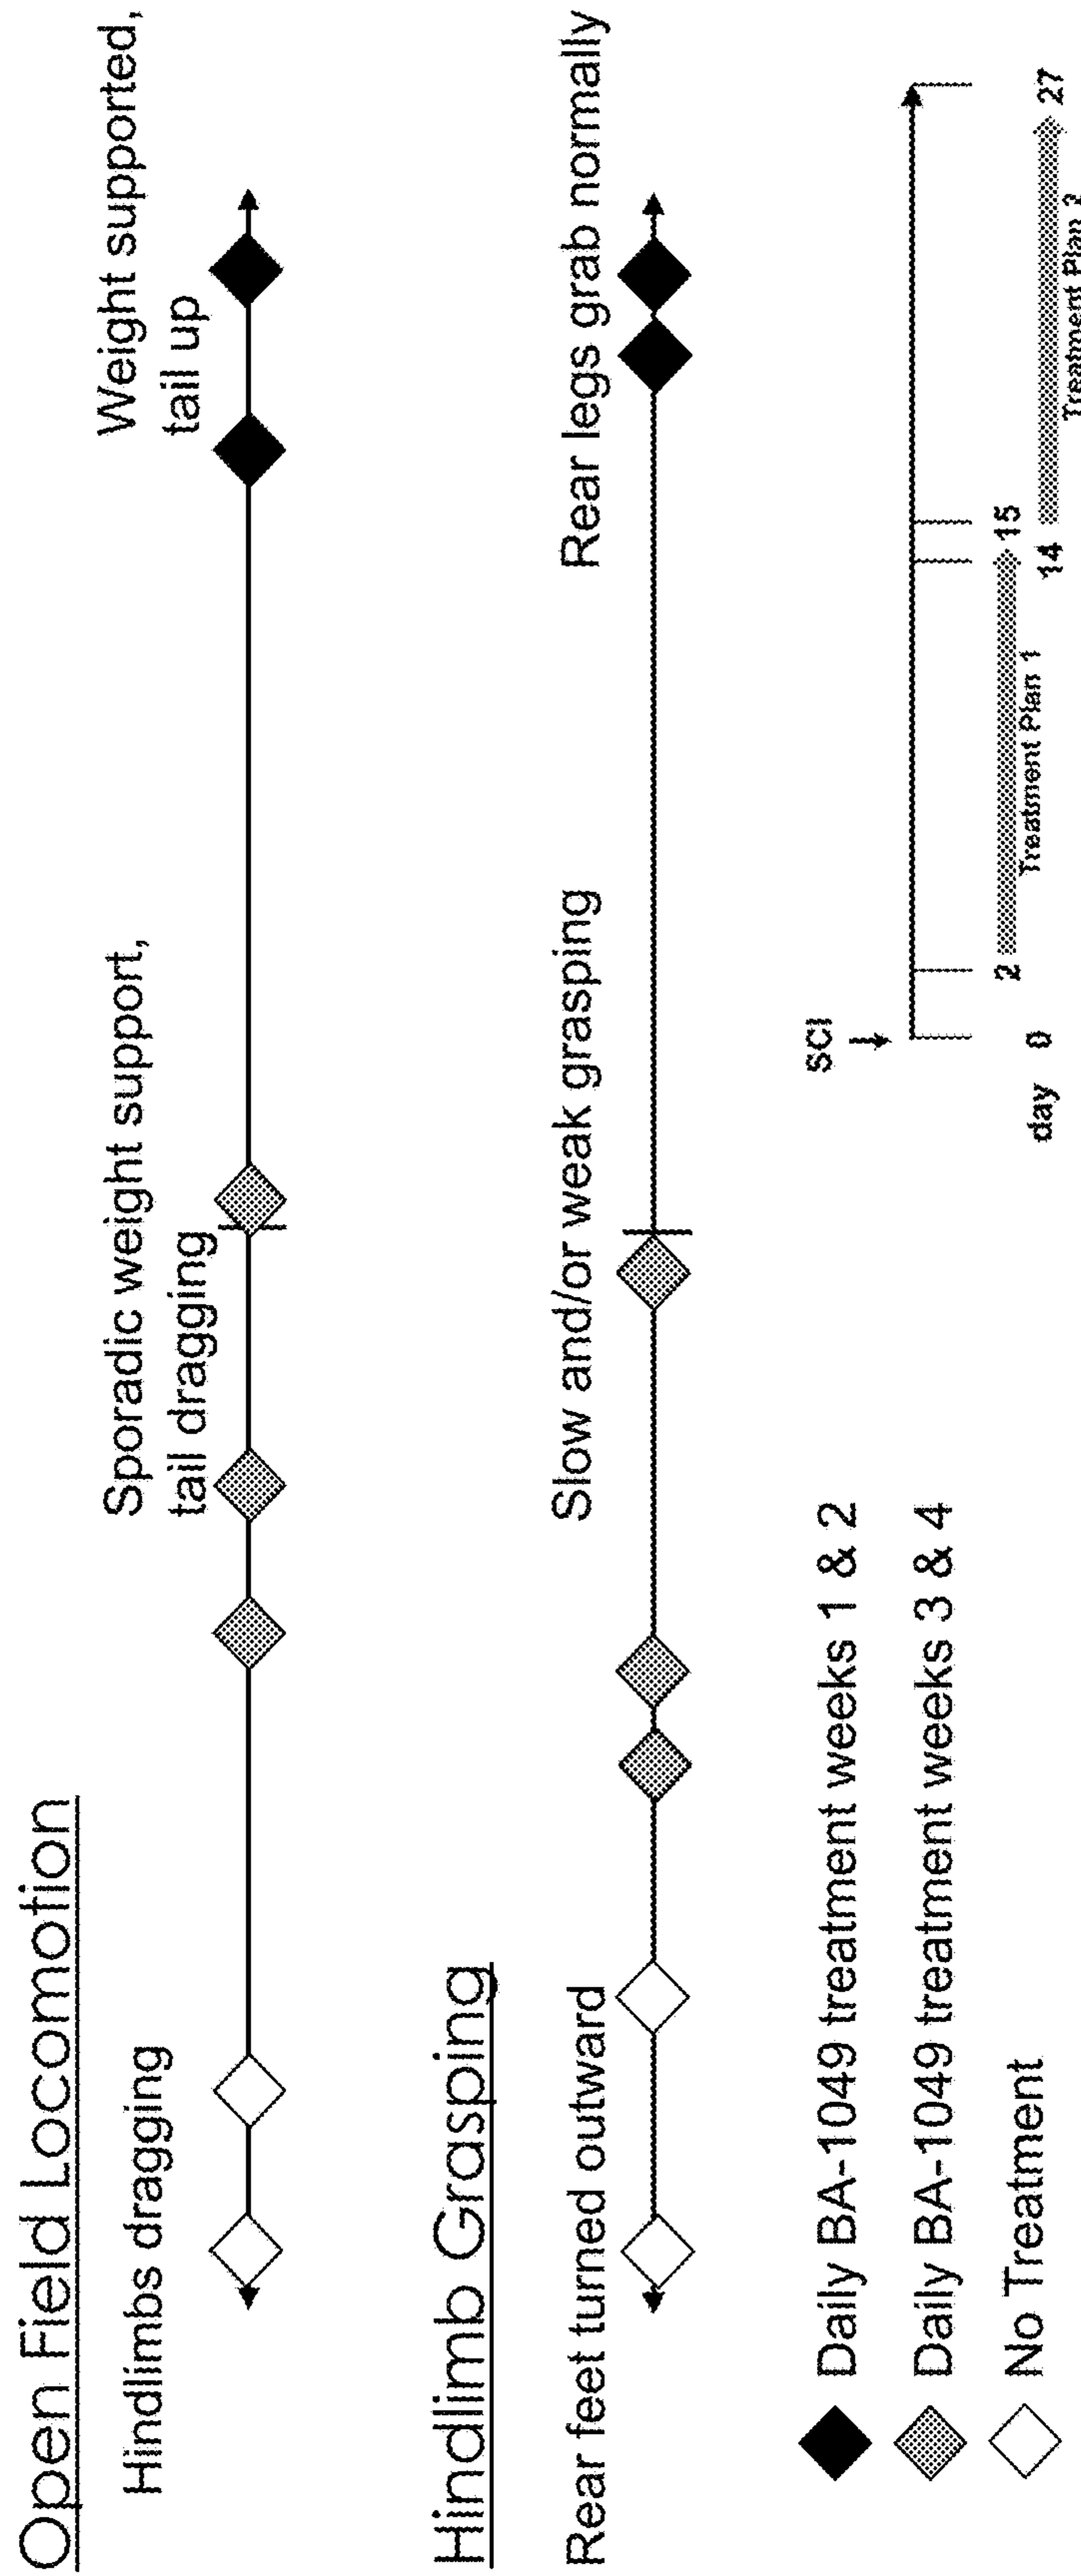 Open Field Locomotion
Hindlimbs dragging
Sporadic weight support,
tail dragging
Weight supported,
tail up
Hindlimb Grasping
Rear feet turned outward
Slow and/or weak grasping
Rear legs grab normally
Daily BA-1049 treatment weeks 1 & 2
Daily BA-1049 treatment weeks 3 & 4
No Treatment
SCI
day 0
2 15
Treatment Plan 1
14 27
Treatment Plan 2